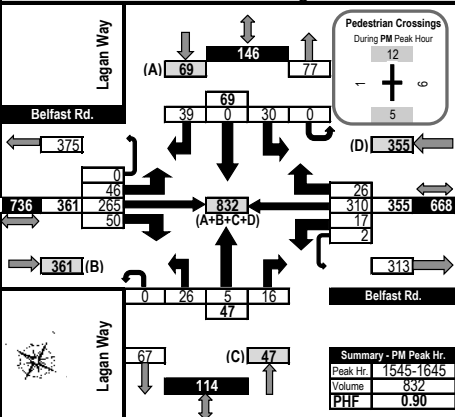 Lagan Way
146
(A) 69
77
Pedestrian Crossings
During PM Peak Hour
12
1
6
5
69
39 0 30 0
Belfast Rd.
375
(D) 355
0
46
736 361 265
50
832
(A+B+C+D)
26
310 355 668
17
2
361 (B)
313
0 26 5 16
47
Belfast Rd.
Lagan Way
67
(C) 47
114
Summary - PM Peak Hr.
Peak Hr. 1545-1645
Volume 832
PHF 0.90